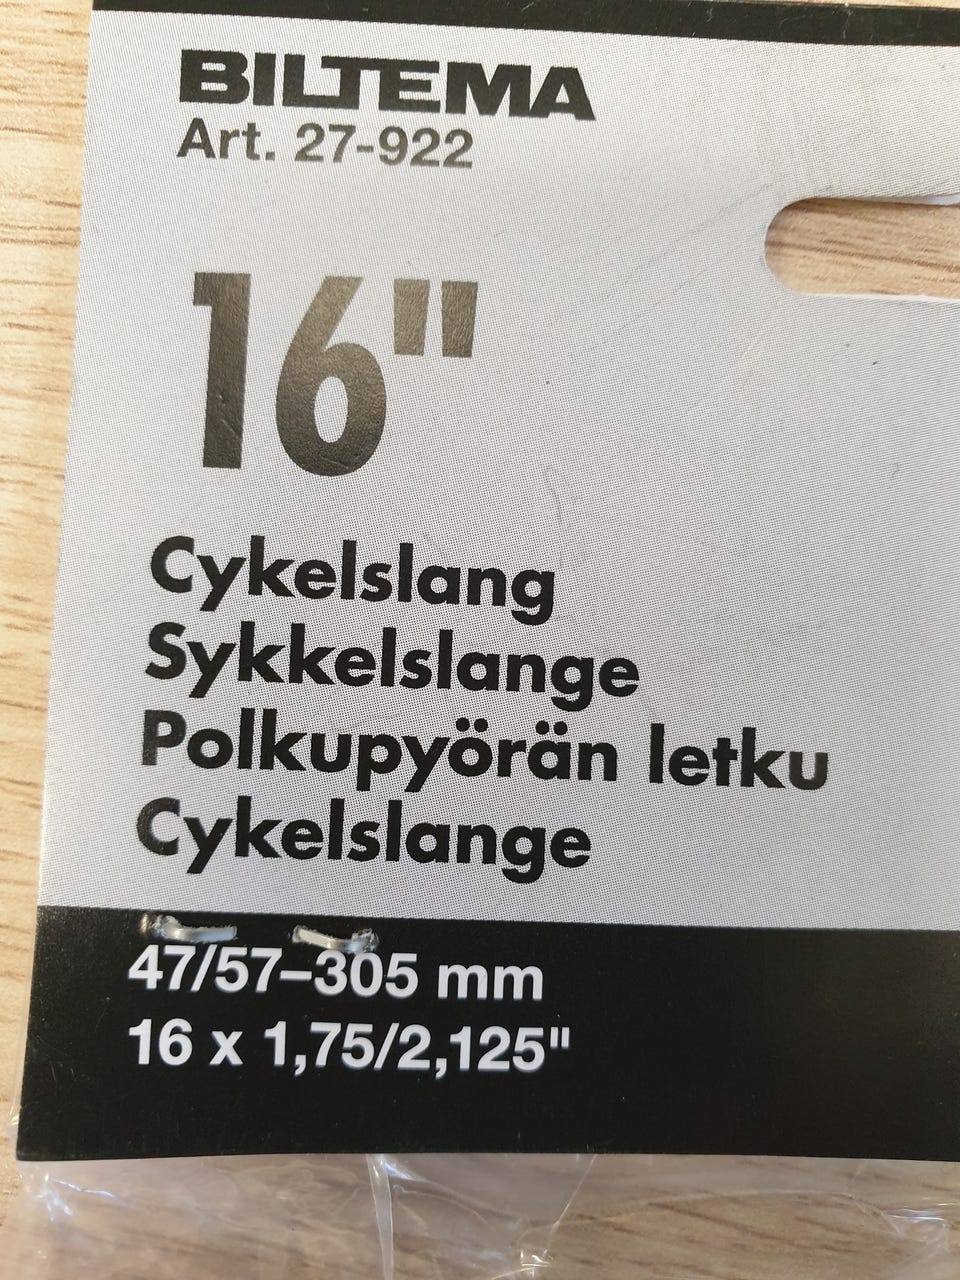 BILTEMA
Art. 27-922
16"
Cykelslang
Sykkelslange
Polkupyörän letku
Cykelslange
47/57–305 mm
16 x 1,75/2,125"